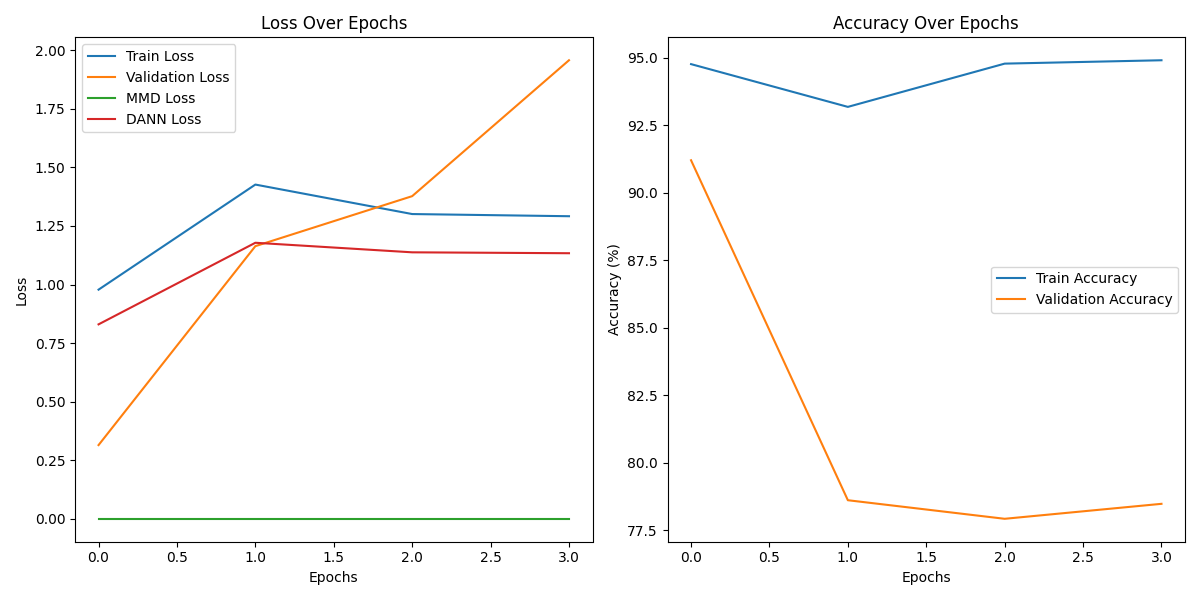 Loss Over Epochs
Train Loss
Validation Loss
MMD Loss
DANN Loss
2.00
1.75
1.50
1.25
1.00
0.75
0.50
0.25
0.00
Loss
0.0 0.5 1.0 1.5 2.0 2.5 3.0
Epochs
Accuracy Over Epochs
95.0
92.5
90.0
87.5
85.0
82.5
80.0
77.5
Accuracy (%)
Train Accuracy
Validation Accuracy
0.0 0.5 1.0 1.5 2.0 2.5 3.0
Epochs